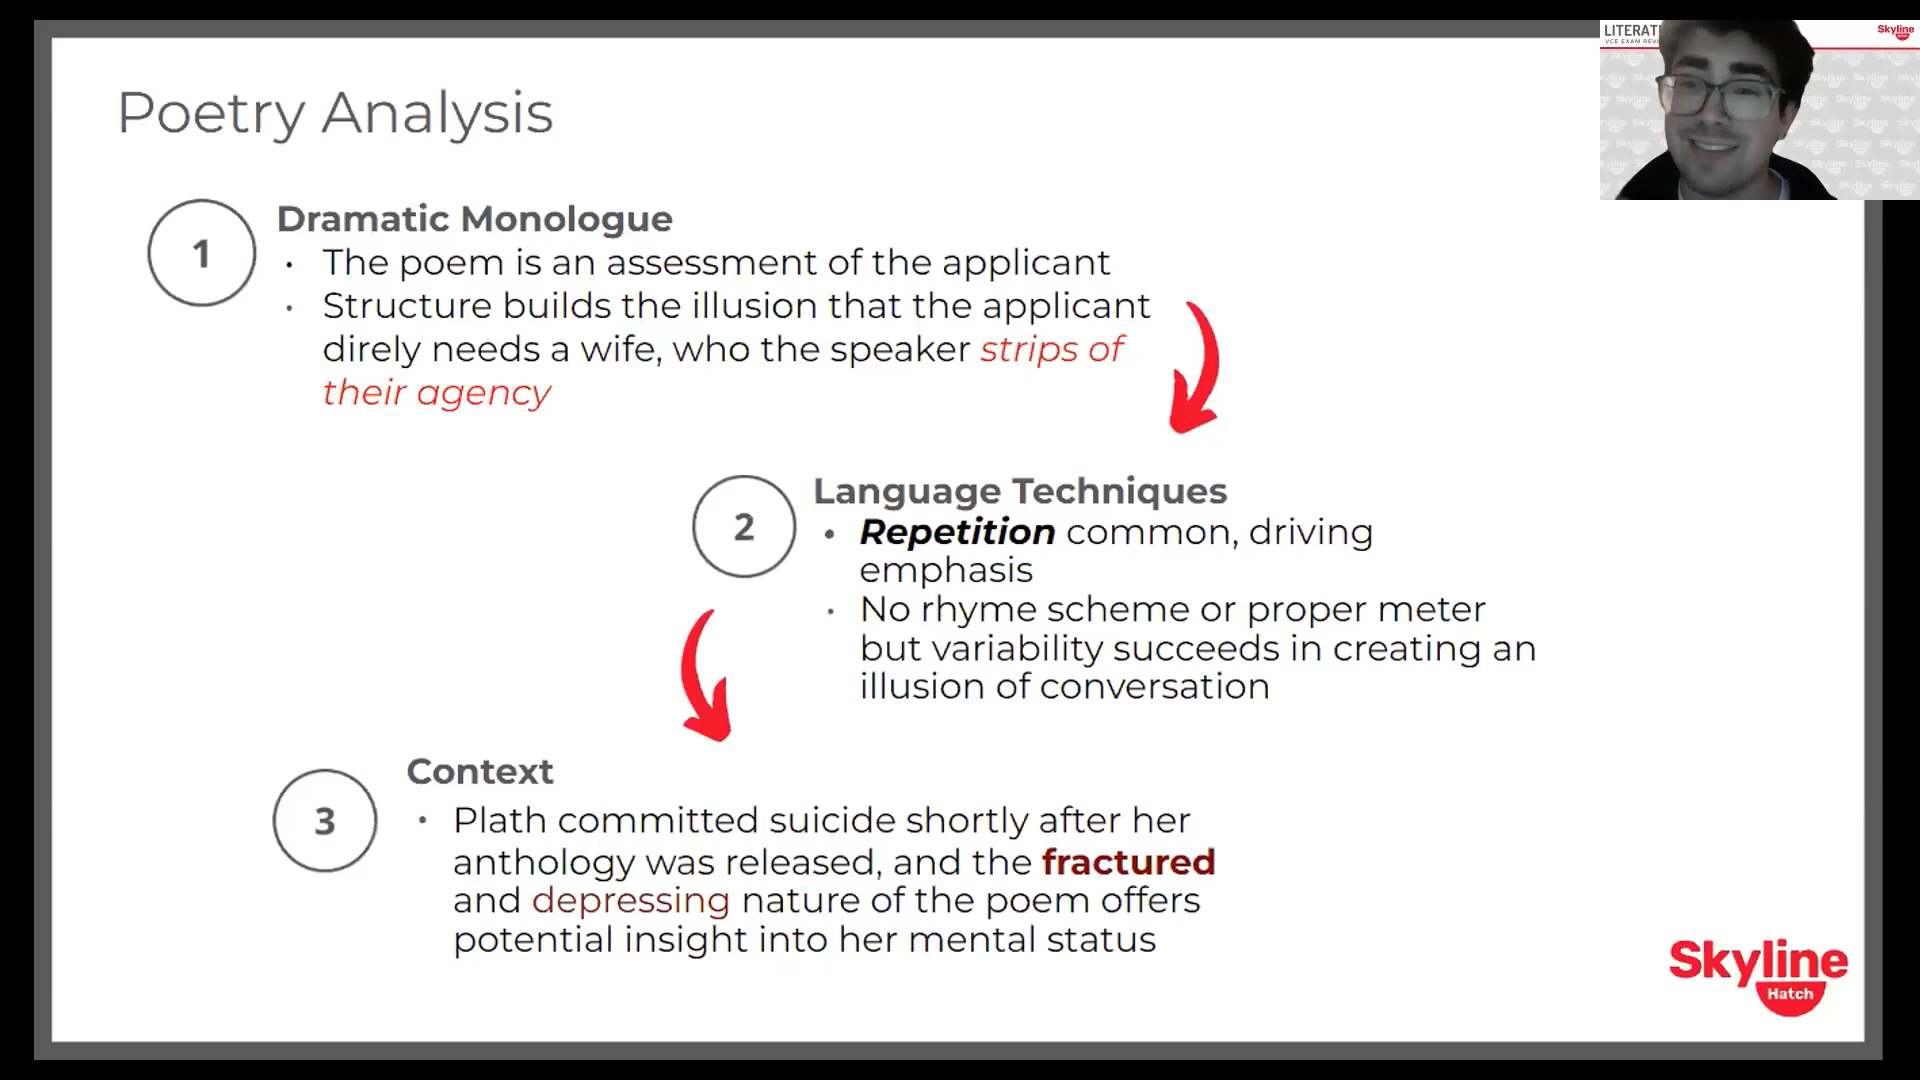 Poetry Analysis
LITERAT
VCE EXAM REVI
Skyline
1
Dramatic Monologue
• The poem is an assessment of the applicant
• Structure builds the illusion that the applicant
direly needs a wife, who the speaker strips of
their agency
2
Language Techniques
• Repetition common, driving
emphasis
• No rhyme scheme or proper meter
but variability succeeds in creating an
illusion of conversation
3
Context
• Plath committed suicide shortly after her
anthology was released, and the fractured
and depressing nature of the poem offers
potential insight into her mental status
Skyline
Hatch